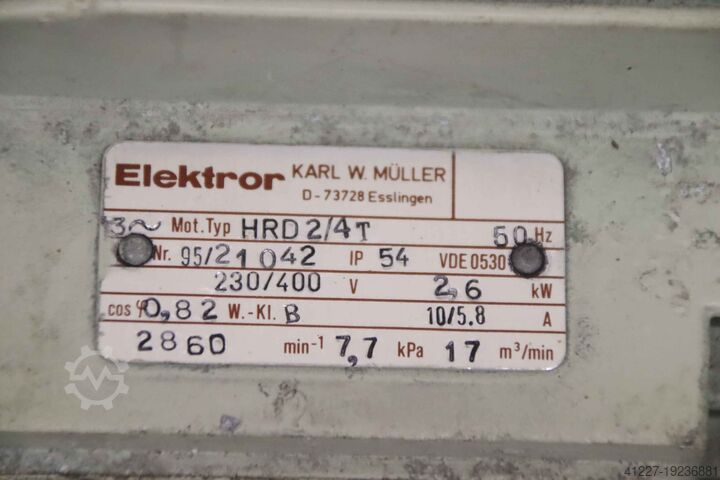 Elektror KARL W. MÜLLER
D-73728 Esslingen
3~ Mot.Typ HRD 2/4T 50 Hz
Nr. 95/21042 IP 54 VDE 0530
230/400 V 2,6 kW
cos φ 0,82 W.-Kl. B 10/5.8 A
2860 min-1 7,7 kPa 17 m³/min
41227-19236881